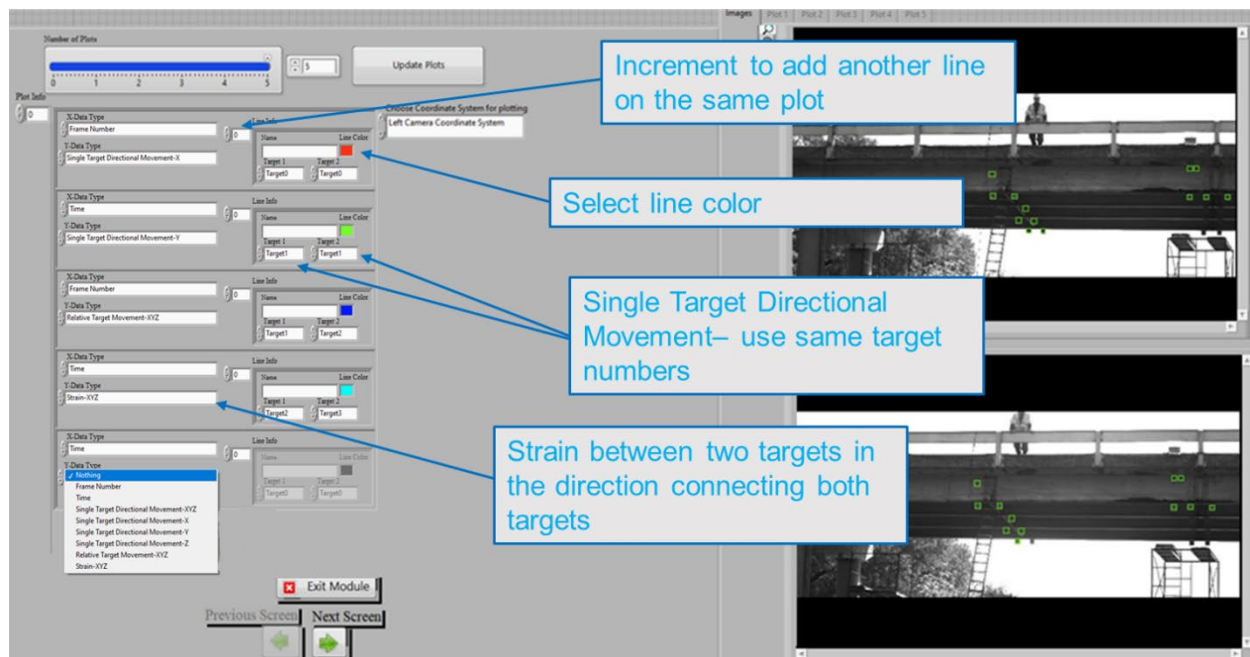 Images Plot 1 Plot 2 Plot 3 Plot 4 Plot 5
Number of Plots
0 1 2 3 4 5
5
Update Plots
Increment to add another line
on the same plot
Plot Info
0
Choose Coordinate System for plotting
Left Camera Coordinate System
X-Data Type
Frame Number
Y-Data Type
Single Target Directional Movement-X
0
Line Info
Name Line Color
Target 1 Target 2
Target0 Target0
Select line color
X-Data Type
Time
Y-Data Type
Single Target Directional Movement-Y
0
Line Info
Name Line Color
Target 1 Target 2
Target1 Target1
Single Target Directional
Movement– use same target
numbers
X-Data Type
Frame Number
Y-Data Type
Relative Target Movement-XYZ
0
Line Info
Name Line Color
Target 1 Target 2
Target1 Target2
X-Data Type
Time
Y-Data Type
Strain-XYZ
0
Line Info
Name Line Color
Target 1 Target 2
Target2 Target3
Strain between two targets in
the direction connecting both
targets
X-Data Type
Time
Y-Data Type
0
Line Info
Name Line Color
Target 1 Target 2
Target0 Target0
✓ Nothing
Frame Number
Time
Single Target Directional Movement-XYZ
Single Target Directional Movement-X
Single Target Directional Movement-Y
Single Target Directional Movement-Z
Relative Target Movement-XYZ
Strain-XYZ
Exit Module
Previous Screen Next Screen